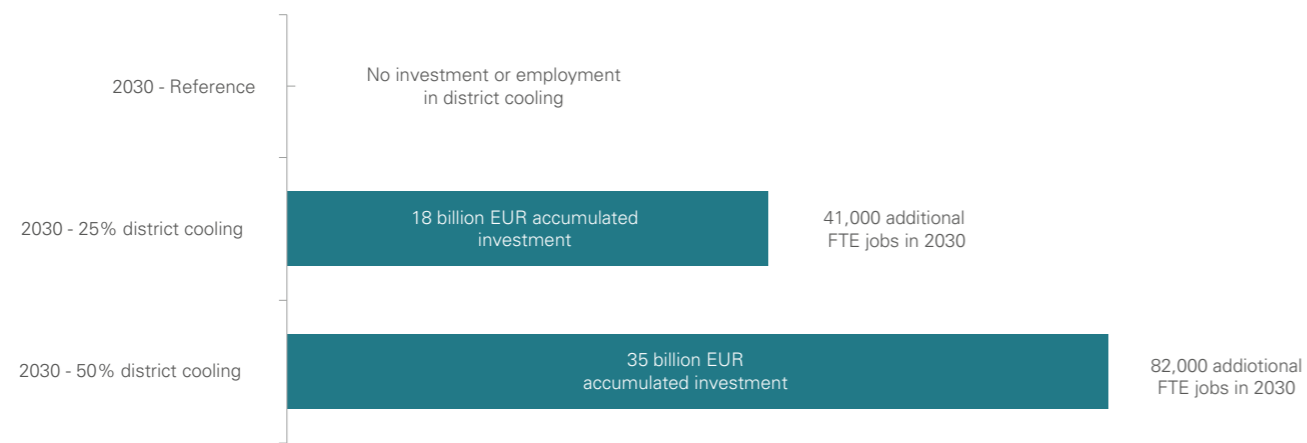 2030 - Reference
No investment or employment
in district cooling
2030 - 25% district cooling
18 billion EUR accumulated
investment
41,000 additional
FTE jobs in 2030
2030 - 50% district cooling
35 billion EUR
accumulated investment
82,000 addiotional
FTE jobs in 2030